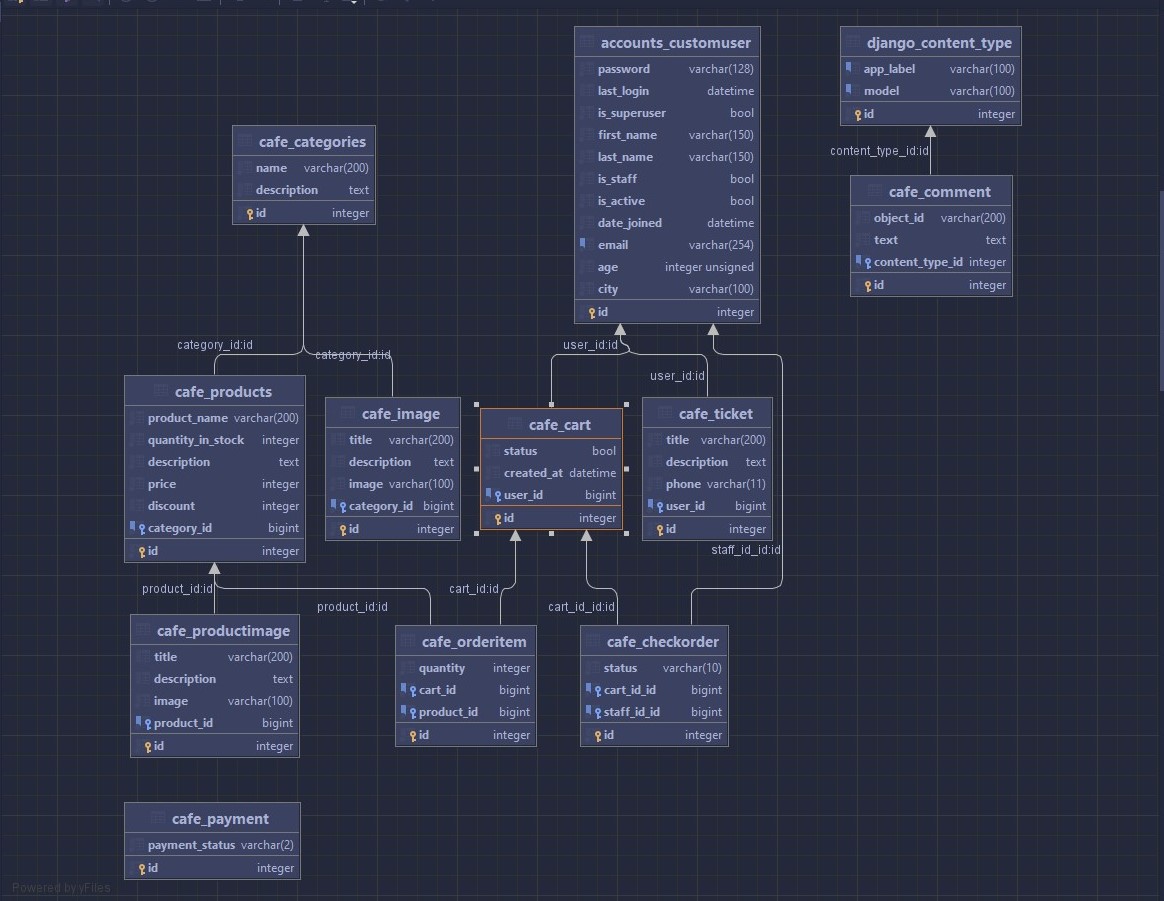 accounts_customuser
password varchar(128)
last_login datetime
is_superuser bool
first_name varchar(150)
last_name varchar(150)
is_staff bool
is_active bool
date_joined datetime
email varchar(254)
age integer unsigned
city varchar(100)
id integer
django_content_type
app_label varchar(100)
model varchar(100)
id integer
content_type_id:id
cafe_comment
object_id varchar(200)
text text
content_type_id integer
id integer
cafe_categories
name varchar(200)
description text
id integer
category_id:id
category_id:id
user_id:id
user_id:id
cafe_products
product_name varchar(200)
quantity_in_stock integer
description text
price integer
discount integer
category_id bigint
id integer
cafe_image
title varchar(200)
description text
image varchar(100)
category_id bigint
id integer
cafe_cart
status bool
created_at datetime
user_id bigint
id integer
cafe_ticket
title varchar(200)
description text
phone varchar(11)
user_id bigint
id integer
staff_id_id:id
product_id:id
product_id:id
cart_id:id
cart_id_id:id
cafe_productimage
title varchar(200)
description text
image varchar(100)
product_id bigint
id integer
cafe_orderitem
quantity integer
cart_id bigint
product_id bigint
id integer
cafe_checkorder
status varchar(10)
cart_id_id bigint
staff_id_id bigint
id integer
cafe_payment
payment_status varchar(2)
id integer
Powered by yFiles